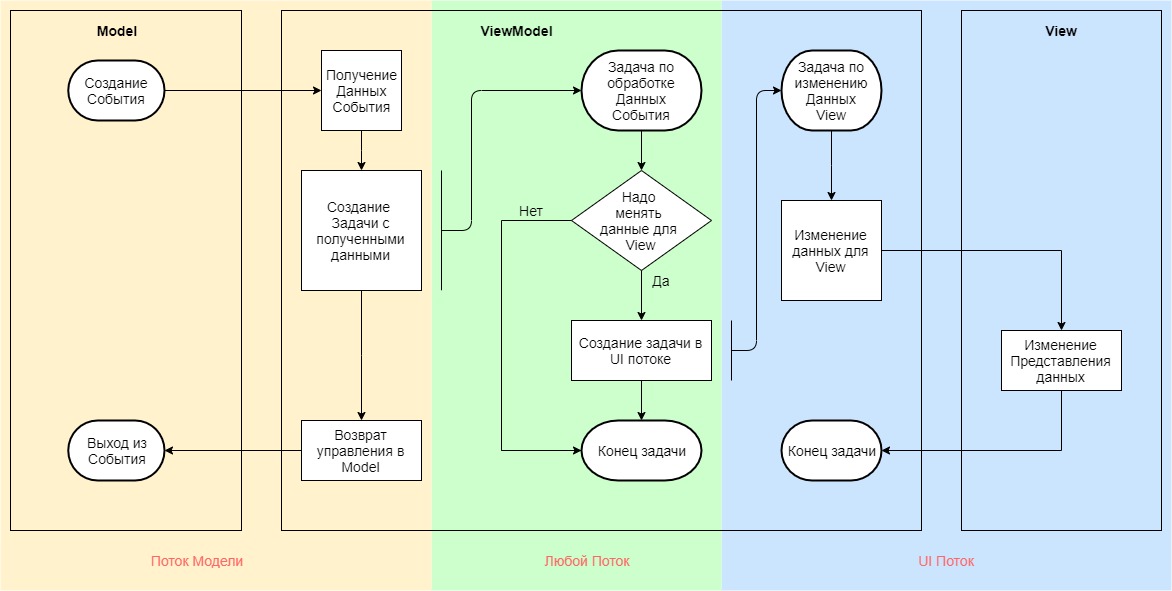 Model
ViewModel
View
Создание
События
Получение
Данных
События
Задача по
обработке
Данных
События
Задача по
изменению
Данных
View
Создание
Задачи с
полученными
данными
Нет
Надо
менять
данные для
View
Да
Изменение
данных для
View
Создание задачи в
UI потоке
Изменение
Представления
данных
Выход из
События
Возврат
управления в
Model
Конец задачи
Конец задачи
Поток Модели
Любой Поток
UI Поток